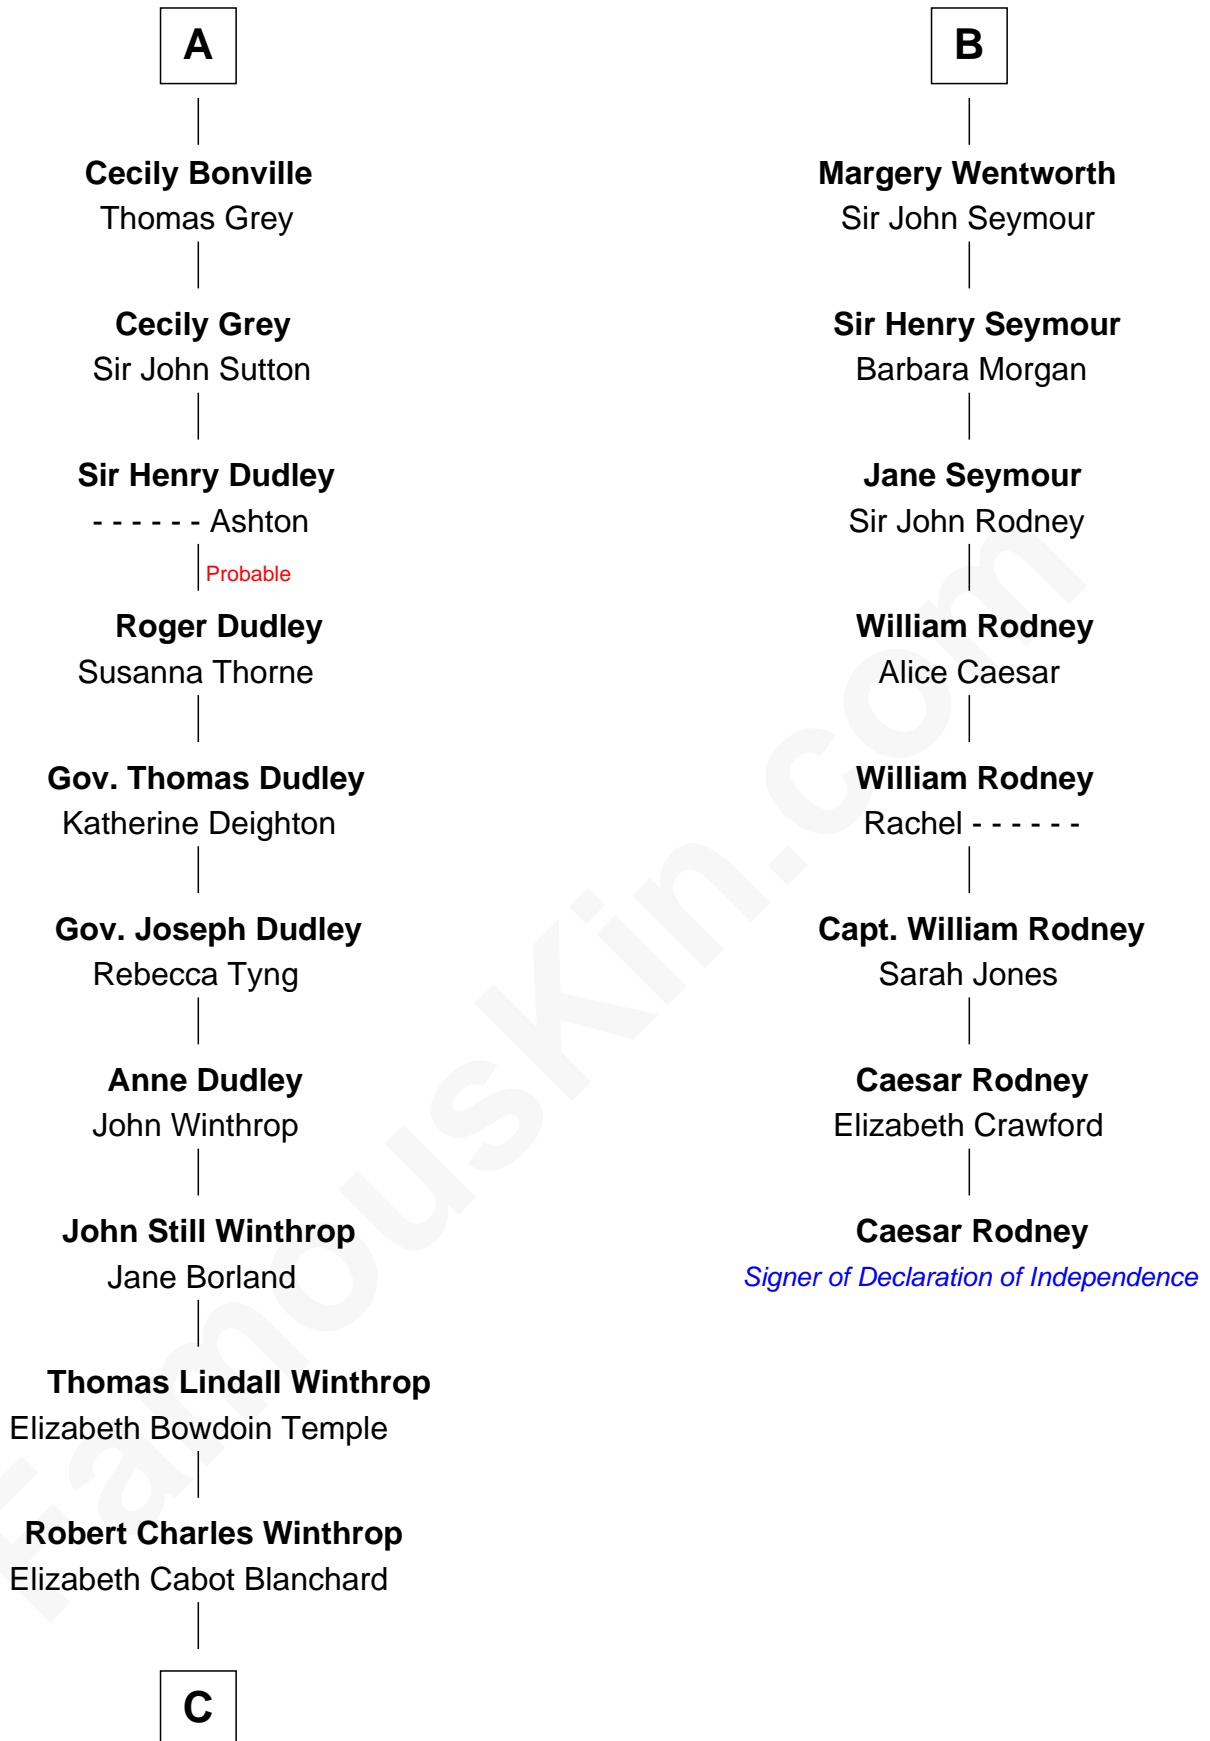 A
Cecily Bonville
Thomas Grey
Cecily Grey
Sir John Sutton
Sir Henry Dudley
- - - - - - Ashton
Probable
Roger Dudley
Susanna Thorne
Gov. Thomas Dudley
Katherine Deighton
Gov. Joseph Dudley
Rebecca Tyng
Anne Dudley
John Winthrop
John Still Winthrop
Jane Borland
Thomas Lindall Winthrop
Elizabeth Bowdoin Temple
Robert Charles Winthrop
Elizabeth Cabot Blanchard
C
B
Margery Wentworth
Sir John Seymour
Sir Henry Seymour
Barbara Morgan
Jane Seymour
Sir John Rodney
William Rodney
Alice Caesar
William Rodney
Rachel - - - - - -
Capt. William Rodney
Sarah Jones
Caesar Rodney
Elizabeth Crawford
Caesar Rodney
Signer of Declaration of Independence
FamousKin.com